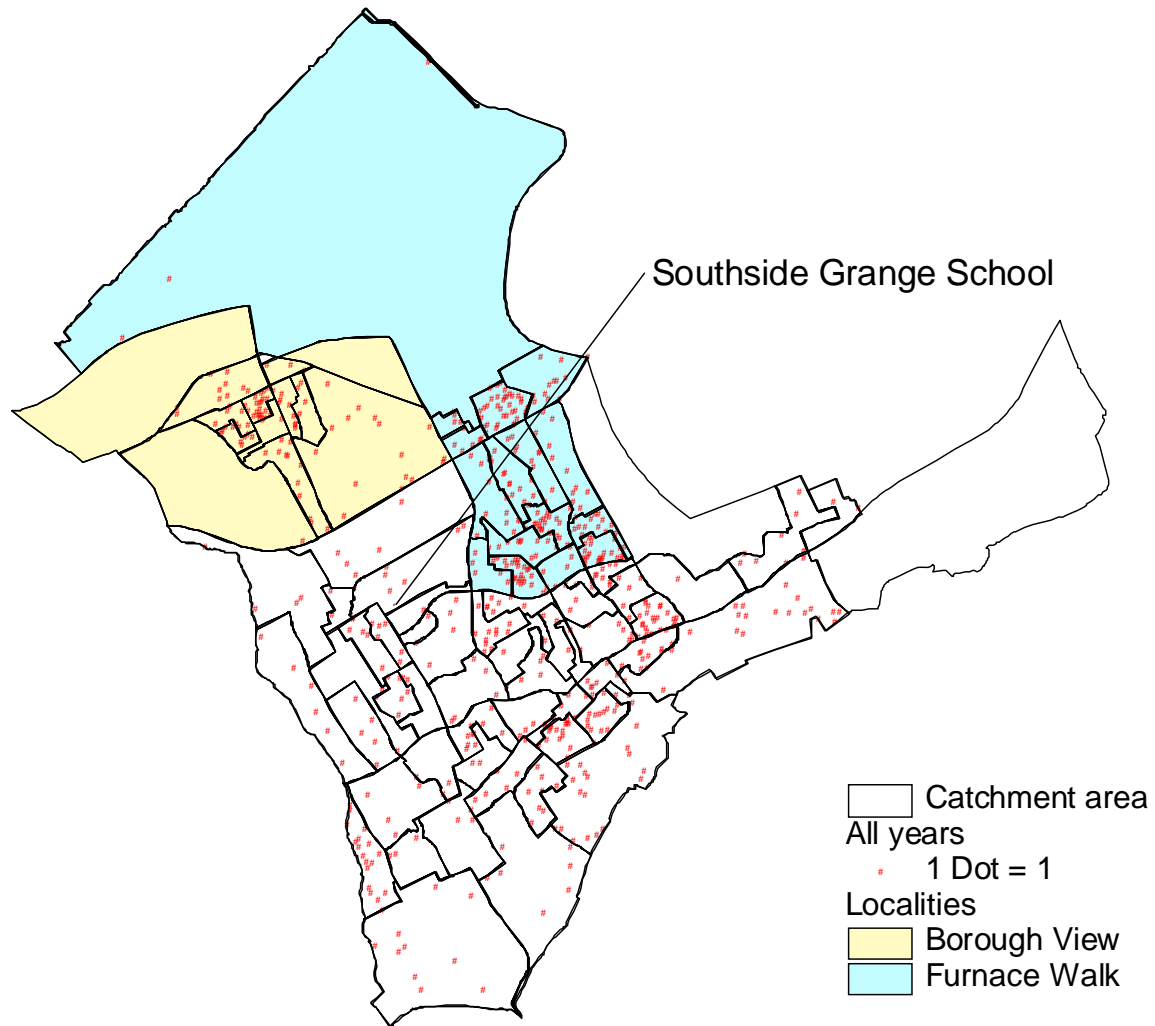 Southside Grange School
Catchment area
All years
# 1 Dot = 1
Localities
Borough View
Furnace Walk